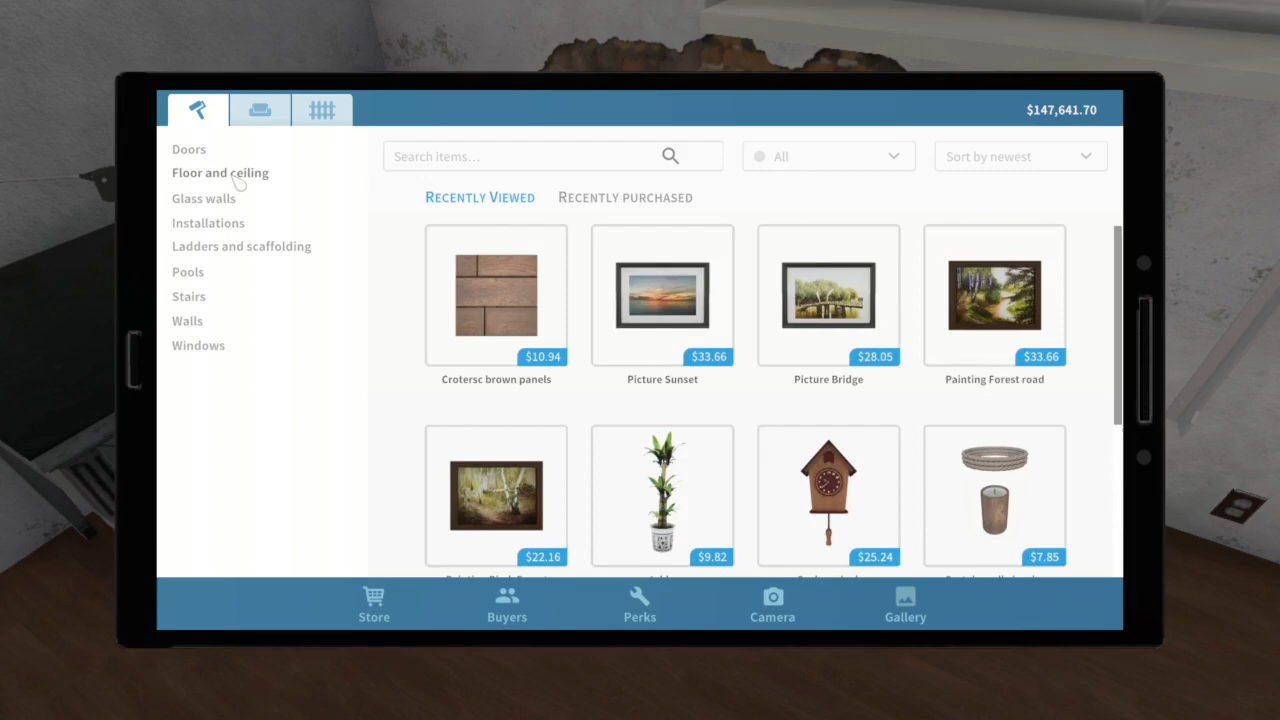 $147,641.70
Doors
Floor and ceiling
Glass walls
Installations
Ladders and scaffolding
Pools
Stairs
Walls
Windows
Search items...
All
Sort by newest
RECENTLY VIEWED
RECENTLY PURCHASED
$10.94
$33.66
$28.05
$33.66
Crotersc brown panels
Picture Sunset
Picture Bridge
Painting Forest road
$22.16
$9.82
$25.24
$7.85
Store
Buyers
Perks
Camera
Gallery